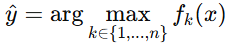 ŷ = arg max_{k∈{1,...,n}} f_k(x)